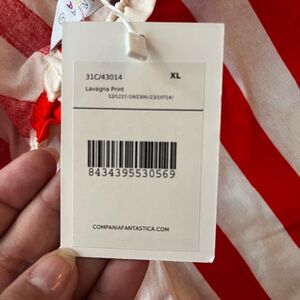 31C/43014 XL
Lavagna Print
8434395530569
COMPANIAFANTASTICA.COM